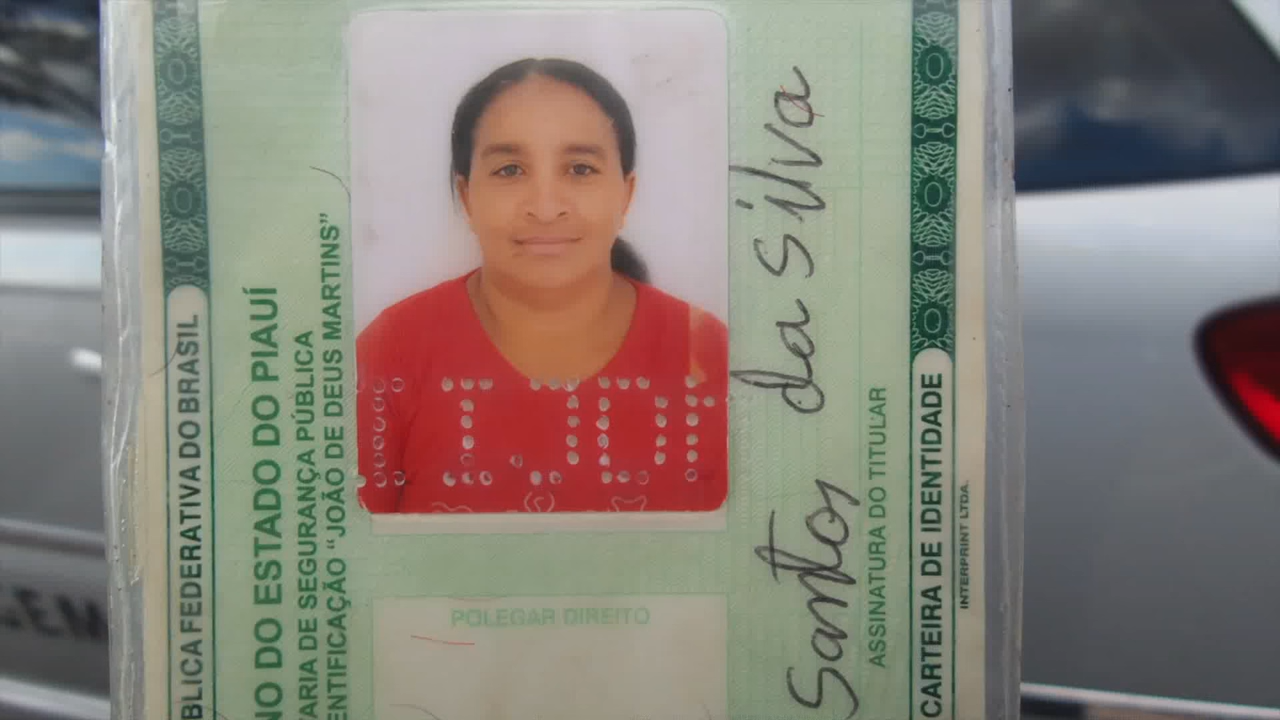 BLICA FEDERATIVA DO BRASIL
NO DO ESTADO DO PIAUÍ
TARIA DE SEGURANÇA PÚBLICA
ENTIFICAÇÃO “JOÃO DE DEUS MARTINS”
POLEGAR DIREITO
Santos da Silva
ASSINATURA DO TITULAR
CARTEIRA DE IDENTIDADE
INTERPRINT LTDA.